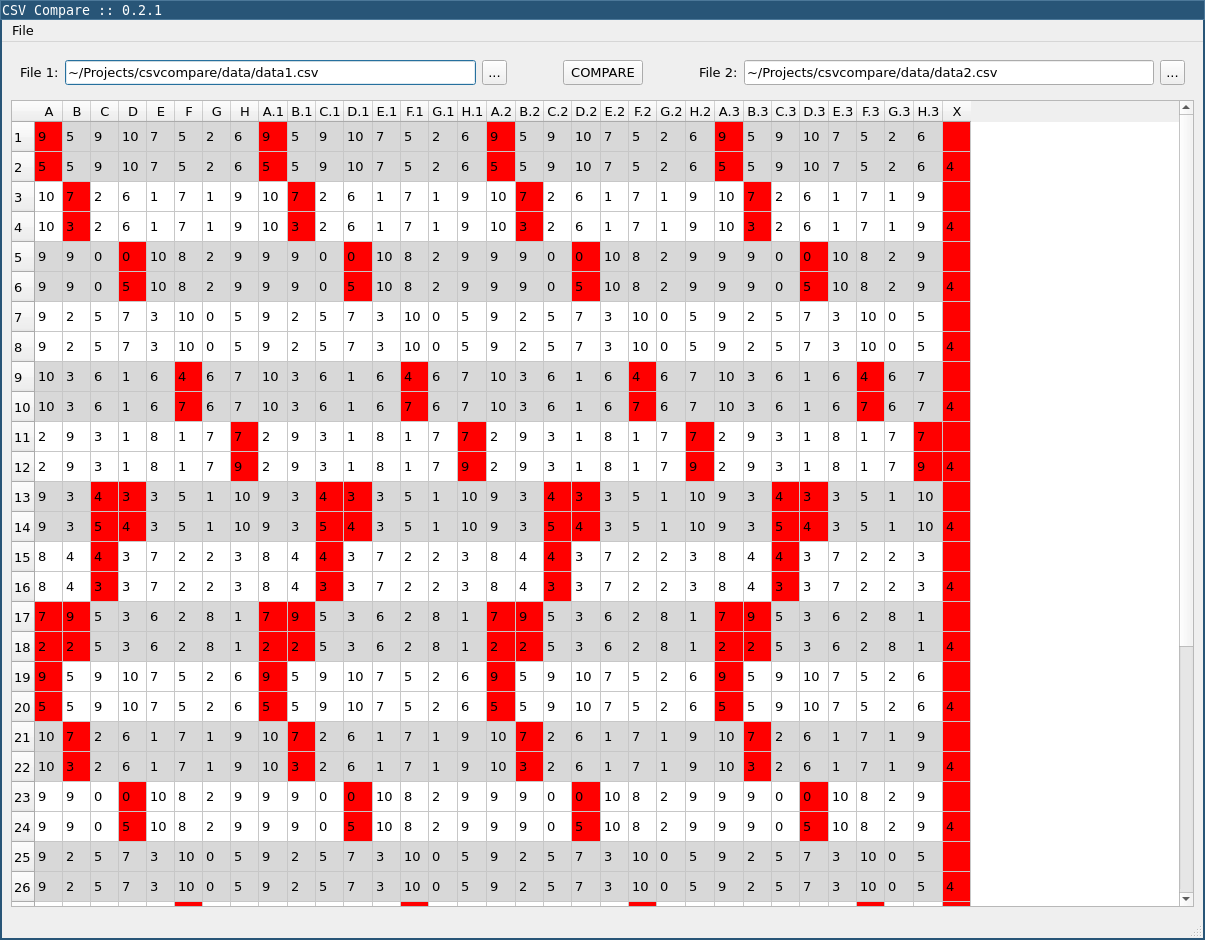 CSV Compare :: 0.2.1
File
File 1: ~/Projects/csvcompare/data/data1.csv ... COMPARE File 2: ~/Projects/csvcompare/data/data2.csv ...
A B C D E F G H A.1 B.1 C.1 D.1 E.1 F.1 G.1 H.1 A.2 B.2 C.2 D.2 E.2 F.2 G.2 H.2 A.3 B.3 C.3 D.3 E.3 F.3 G.3 H.3 X
1 9 5 9 10 7 5 2 6 9 5 9 10 7 5 2 6 9 5 9 10 7 5 2 6 9 5 9 10 7 5 2 6
2 5 5 9 10 7 5 2 6 5 5 9 10 7 5 2 6 5 5 9 10 7 5 2 6 5 5 9 10 7 5 2 6 4
3 10 7 2 6 1 7 1 9 10 7 2 6 1 7 1 9 10 7 2 6 1 7 1 9 10 7 2 6 1 7 1 9
4 10 3 2 6 1 7 1 9 10 3 2 6 1 7 1 9 10 3 2 6 1 7 1 9 10 3 2 6 1 7 1 9 4
5 9 9 0 0 10 8 2 9 9 9 0 0 10 8 2 9 9 9 0 0 10 8 2 9 9 9 0 0 10 8 2 9
6 9 9 0 5 10 8 2 9 9 9 0 5 10 8 2 9 9 9 0 5 10 8 2 9 9 9 0 5 10 8 2 9 4
7 9 2 5 7 3 10 0 5 9 2 5 7 3 10 0 5 9 2 5 7 3 10 0 5 9 2 5 7 3 10 0 5
8 9 2 5 7 3 10 0 5 9 2 5 7 3 10 0 5 9 2 5 7 3 10 0 5 9 2 5 7 3 10 0 5 4
9 10 3 6 1 6 4 6 7 10 3 6 1 6 4 6 7 10 3 6 1 6 4 6 7 10 3 6 1 6 4 6 7
10 10 3 6 1 6 7 6 7 10 3 6 1 6 7 6 7 10 3 6 1 6 7 6 7 10 3 6 1 6 7 6 7 4
11 2 9 3 1 8 1 7 7 2 9 3 1 8 1 7 7 2 9 3 1 8 1 7 7 2 9 3 1 8 1 7 7
12 2 9 3 1 8 1 7 9 2 9 3 1 8 1 7 9 2 9 3 1 8 1 7 9 2 9 3 1 8 1 7 9 4
13 9 3 4 3 3 5 1 10 9 3 4 3 3 5 1 10 9 3 4 3 3 5 1 10 9 3 4 3 3 5 1 10
14 9 3 5 4 3 5 1 10 9 3 5 4 3 5 1 10 9 3 5 4 3 5 1 10 9 3 5 4 3 5 1 10 4
15 8 4 4 3 7 2 2 3 8 4 4 3 7 2 2 3 8 4 4 3 7 2 2 3 8 4 4 3 7 2 2 3
16 8 4 3 3 7 2 2 3 8 4 3 3 7 2 2 3 8 4 3 3 7 2 2 3 8 4 3 3 7 2 2 3 4
17 7 9 5 3 6 2 8 1 7 9 5 3 6 2 8 1 7 9 5 3 6 2 8 1 7 9 5 3 6 2 8 1
18 2 2 5 3 6 2 8 1 2 2 5 3 6 2 8 1 2 2 5 3 6 2 8 1 2 2 5 3 6 2 8 1 4
19 9 5 9 10 7 5 2 6 9 5 9 10 7 5 2 6 9 5 9 10 7 5 2 6 9 5 9 10 7 5 2 6
20 5 5 9 10 7 5 2 6 5 5 9 10 7 5 2 6 5 5 9 10 7 5 2 6 5 5 9 10 7 5 2 6 4
21 10 7 2 6 1 7 1 9 10 7 2 6 1 7 1 9 10 7 2 6 1 7 1 9 10 7 2 6 1 7 1 9
22 10 3 2 6 1 7 1 9 10 3 2 6 1 7 1 9 10 3 2 6 1 7 1 9 10 3 2 6 1 7 1 9 4
23 9 9 0 0 10 8 2 9 9 9 0 0 10 8 2 9 9 9 0 0 10 8 2 9 9 9 0 0 10 8 2 9
24 9 9 0 5 10 8 2 9 9 9 0 5 10 8 2 9 9 9 0 5 10 8 2 9 9 9 0 5 10 8 2 9 4
25 9 2 5 7 3 10 0 5 9 2 5 7 3 10 0 5 9 2 5 7 3 10 0 5 9 2 5 7 3 10 0 5
26 9 2 5 7 3 10 0 5 9 2 5 7 3 10 0 5 9 2 5 7 3 10 0 5 9 2 5 7 3 10 0 5 4